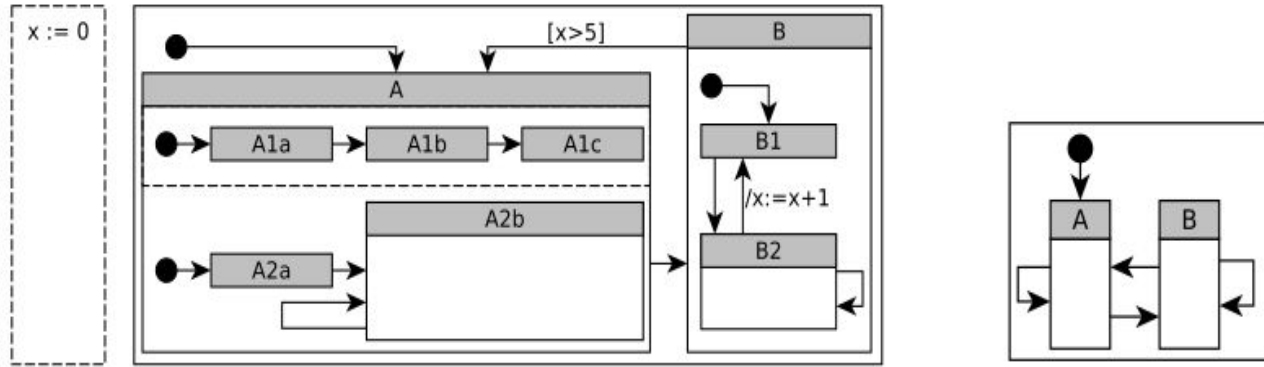 x := 0
[x>5]
B
A
A1a
A1b
A1c
B1
/x:=x+1
A2b
B2
A2a
A
B